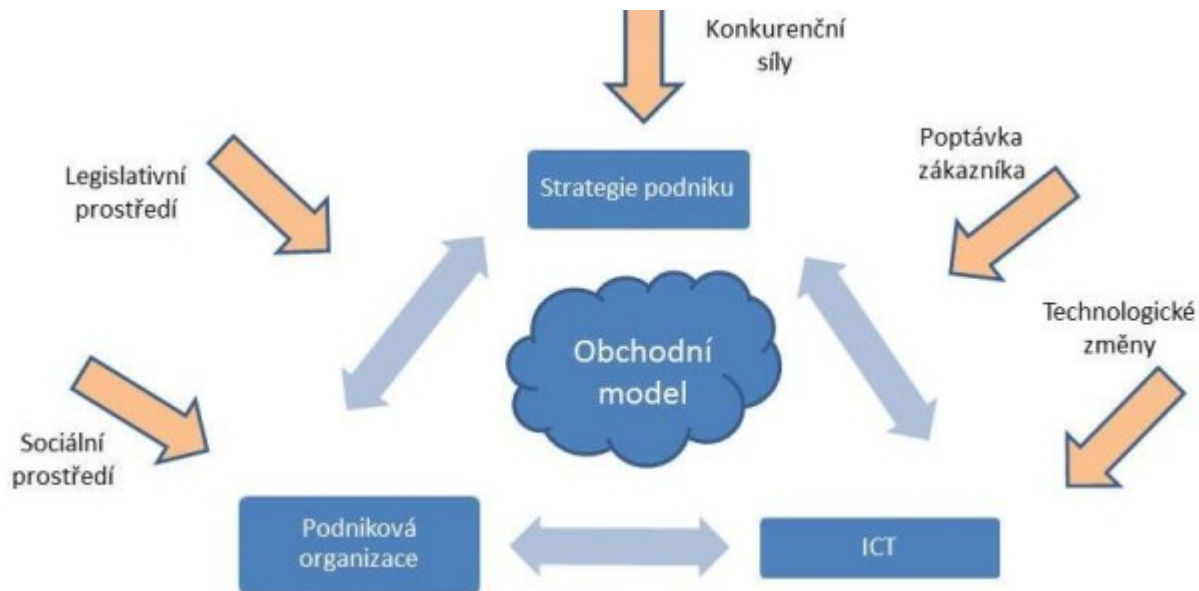 Konkurenční
síly
Legislativní
prostředí
Poptávka
zákazníka
Strategie podniku
Technologické
změny
Obchodní
model
Sociální
prostředí
Podniková
organizace
ICT